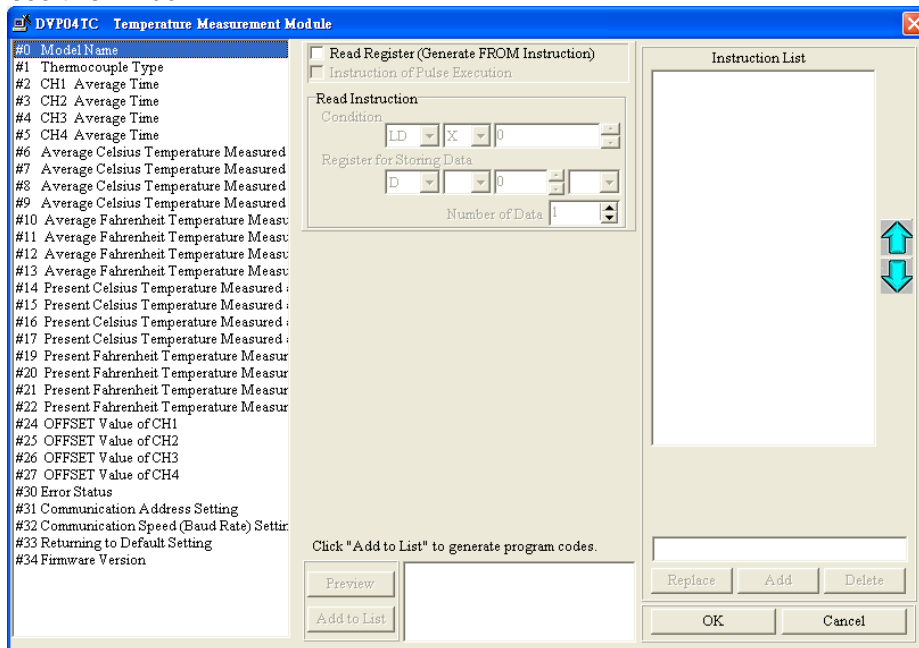 DVP04TC Temperature Measurement Module
#0 Model Name
#1 Thermocouple Type
#2 CH1 Average Time
#3 CH2 Average Time
#4 CH3 Average Time
#5 CH4 Average Time
#6 Average Celsius Temperature Measured
#7 Average Celsius Temperature Measured
#8 Average Celsius Temperature Measured
#9 Average Celsius Temperature Measured
#10 Average Fahrenheit Temperature Measu
#11 Average Fahrenheit Temperature Measu
#12 Average Fahrenheit Temperature Measu
#13 Average Fahrenheit Temperature Measu
#14 Present Celsius Temperature Measured
#15 Present Celsius Temperature Measured
#16 Present Celsius Temperature Measured
#17 Present Celsius Temperature Measured
#19 Present Fahrenheit Temperature Measur
#20 Present Fahrenheit Temperature Measur
#21 Present Fahrenheit Temperature Measur
#22 Present Fahrenheit Temperature Measur
#24 OFFSET Value of CH1
#25 OFFSET Value of CH2
#26 OFFSET Value of CH3
#27 OFFSET Value of CH4
#30 Error Status
#31 Communication Address Setting
#32 Communication Speed (Baud Rate) Settin
#33 Returning to Default Setting
#34 Firmware Version
Read Register (Generate FROM Instruction)
Instruction of Pulse Execution
Read Instruction
Condition
LD X 0
Register for Storing Data
D 0
Number of Data 1
Click "Add to List" to generate program codes.
Preview
Add to List
Instruction List
Replace Add Delete
OK Cancel